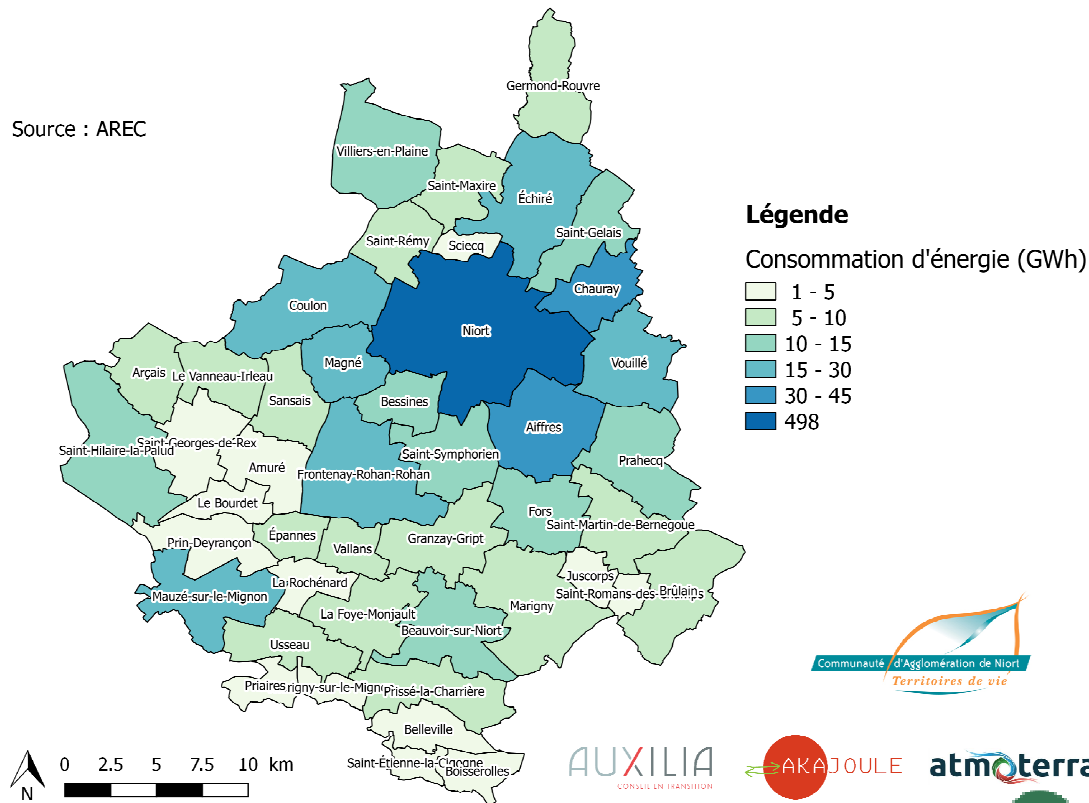 Germond-Rouvre
Source : AREC
Villiers-en-Plaine
Saint-Maxire
Échiré
Saint-Rémy
Sciecq
Saint-Gelais
Légende
Consommation d'énergie (GWh)
1 - 5
5 - 10
10 - 15
15 - 30
30 - 45
498
Chauray
Coulon
Niort
Magné
Vouillé
Arçais
Le Vanneau-Irleau
Sansais
Bessines
Aiffres
Saint-Georges-de-Rex
Saint-Hilaire-la-Palud
Amuré
Frontenay-Rohan-Rohan
Saint-Symphorien
Prahecq
Le Bourdet
Fors
Saint-Martin-de-Bernegoue
Prin-Deyrançon
Épannes
Vallans
Granzay-Gript
La Rochénard
Juscorps
Mauzé-sur-le-Mignon
Saint-Romans-des-
Brûlain
Marigny
La Foye-Monjault
Beauvoir-sur-Niort
Usseau
Priaires
rigny-sur-le-Mign
Prissé-la-Charrière
Belleville
Saint-Étienne-la-
Boisserolles
Communauté d'Agglomération de Niort
Territoires de vie
N
0 2.5 5 7.5 10 km
AUXILIA
CONSEIL EN TRANSITION
AKAJOULE
atmoterra